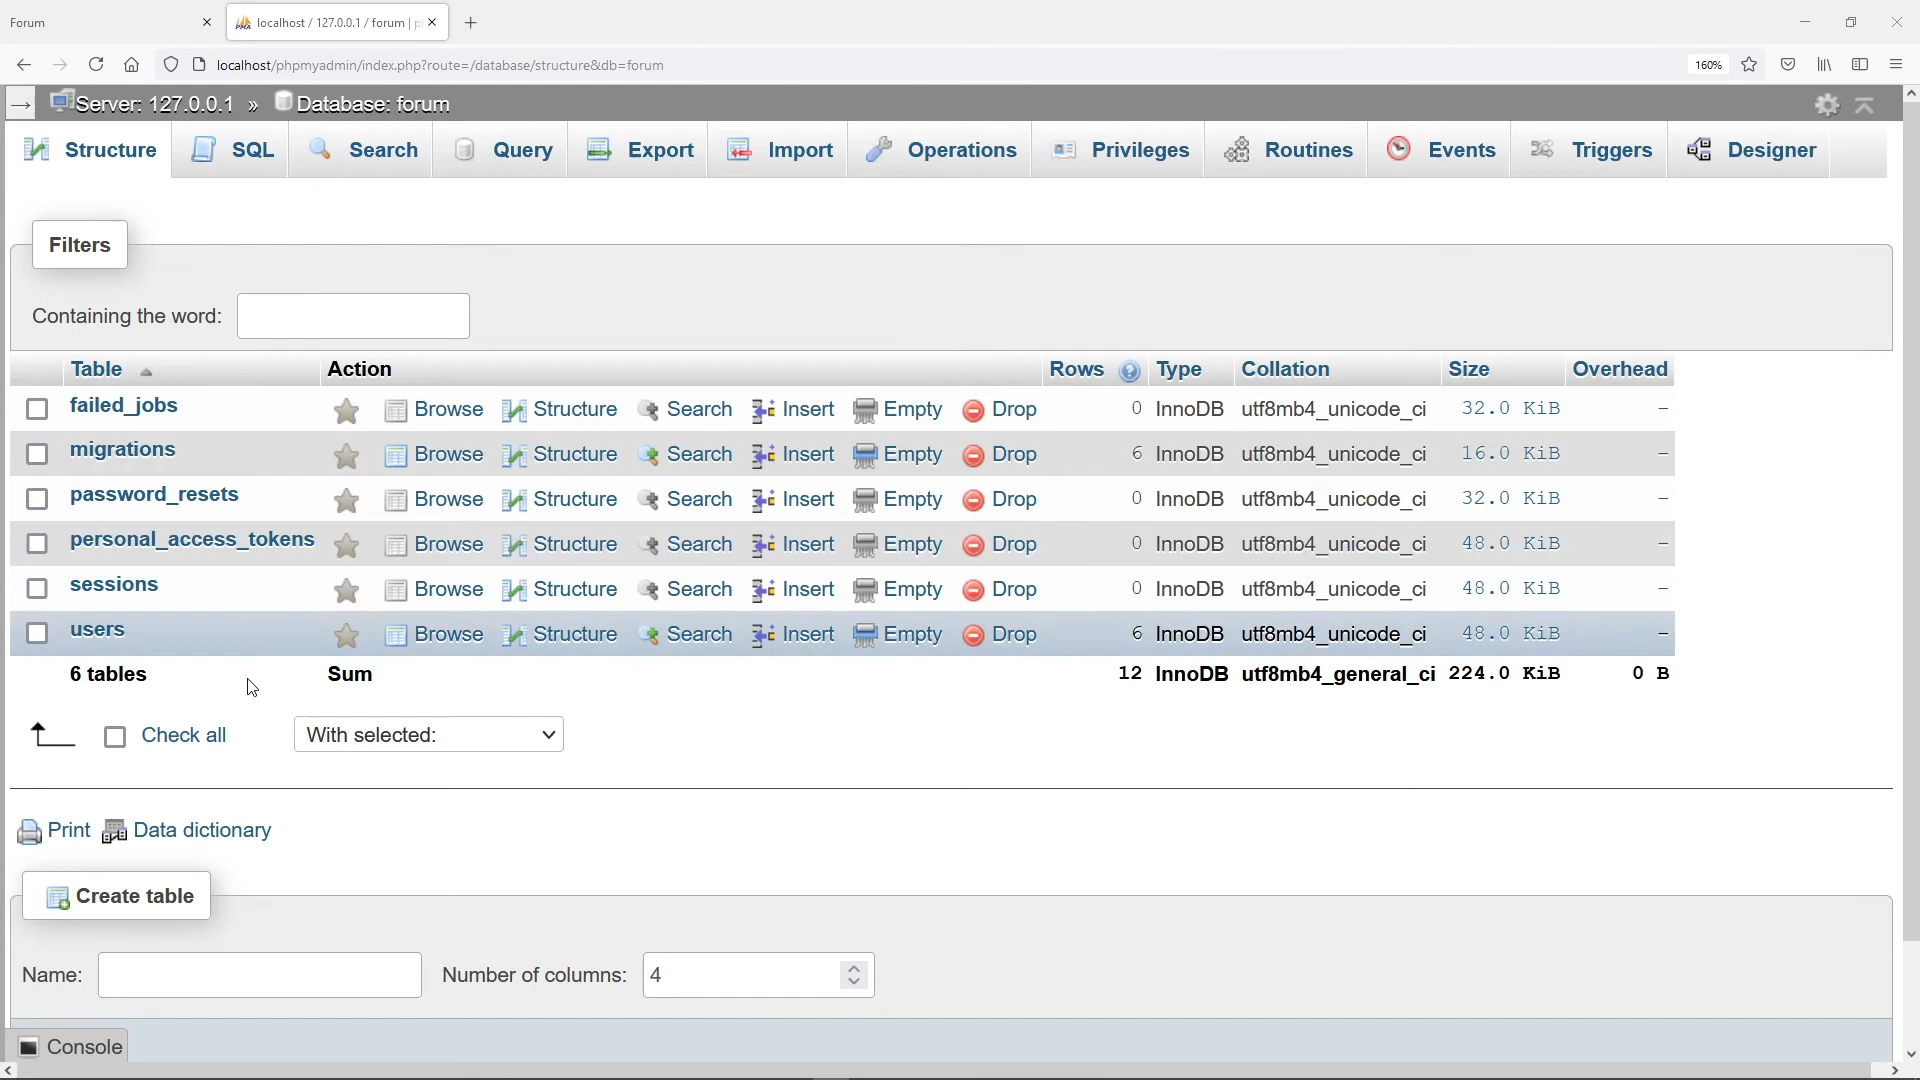 Forum
localhost / 127.0.0.1 / forum | p
localhost/phpmyadmin/index.php?route=/database/structure&db=forum
160%
Server: 127.0.0.1 » Database: forum
Structure SQL Search Query Export Import Operations Privileges Routines Events Triggers Designer
Filters
Containing the word:
Table Action Rows Type Collation Size Overhead
failed_jobs Browse Structure Search Insert Empty Drop 0 InnoDB utf8mb4_unicode_ci 32.0 KiB -
migrations Browse Structure Search Insert Empty Drop 6 InnoDB utf8mb4_unicode_ci 16.0 KiB -
password_resets Browse Structure Search Insert Empty Drop 0 InnoDB utf8mb4_unicode_ci 32.0 KiB -
personal_access_tokens Browse Structure Search Insert Empty Drop 0 InnoDB utf8mb4_unicode_ci 48.0 KiB -
sessions Browse Structure Search Insert Empty Drop 0 InnoDB utf8mb4_unicode_ci 48.0 KiB -
users Browse Structure Search Insert Empty Drop 6 InnoDB utf8mb4_unicode_ci 48.0 KiB -
6 tables Sum 12 InnoDB utf8mb4_general_ci 224.0 KiB 0 B
Check all With selected:
Print Data dictionary
Create table
Name: Number of columns: 4
Console